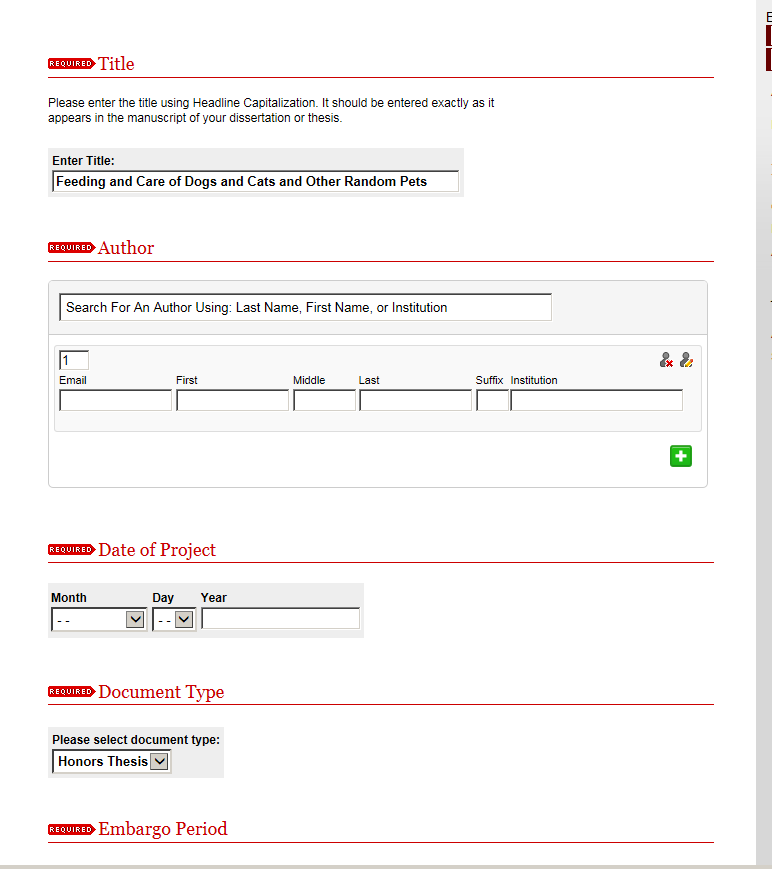 REQUIRED Title
Please enter the title using Headline Capitalization. It should be entered exactly as it
appears in the manuscript of your dissertation or thesis.
Enter Title:
Feeding and Care of Dogs and Cats and Other Random Pets
REQUIRED Author
Search For An Author Using: Last Name, First Name, or Institution
1
Email First Middle Last Suffix Institution
REQUIRED Date of Project
Month Day Year
- - - -
REQUIRED Document Type
Please select document type:
Honors Thesis
REQUIRED Embargo Period